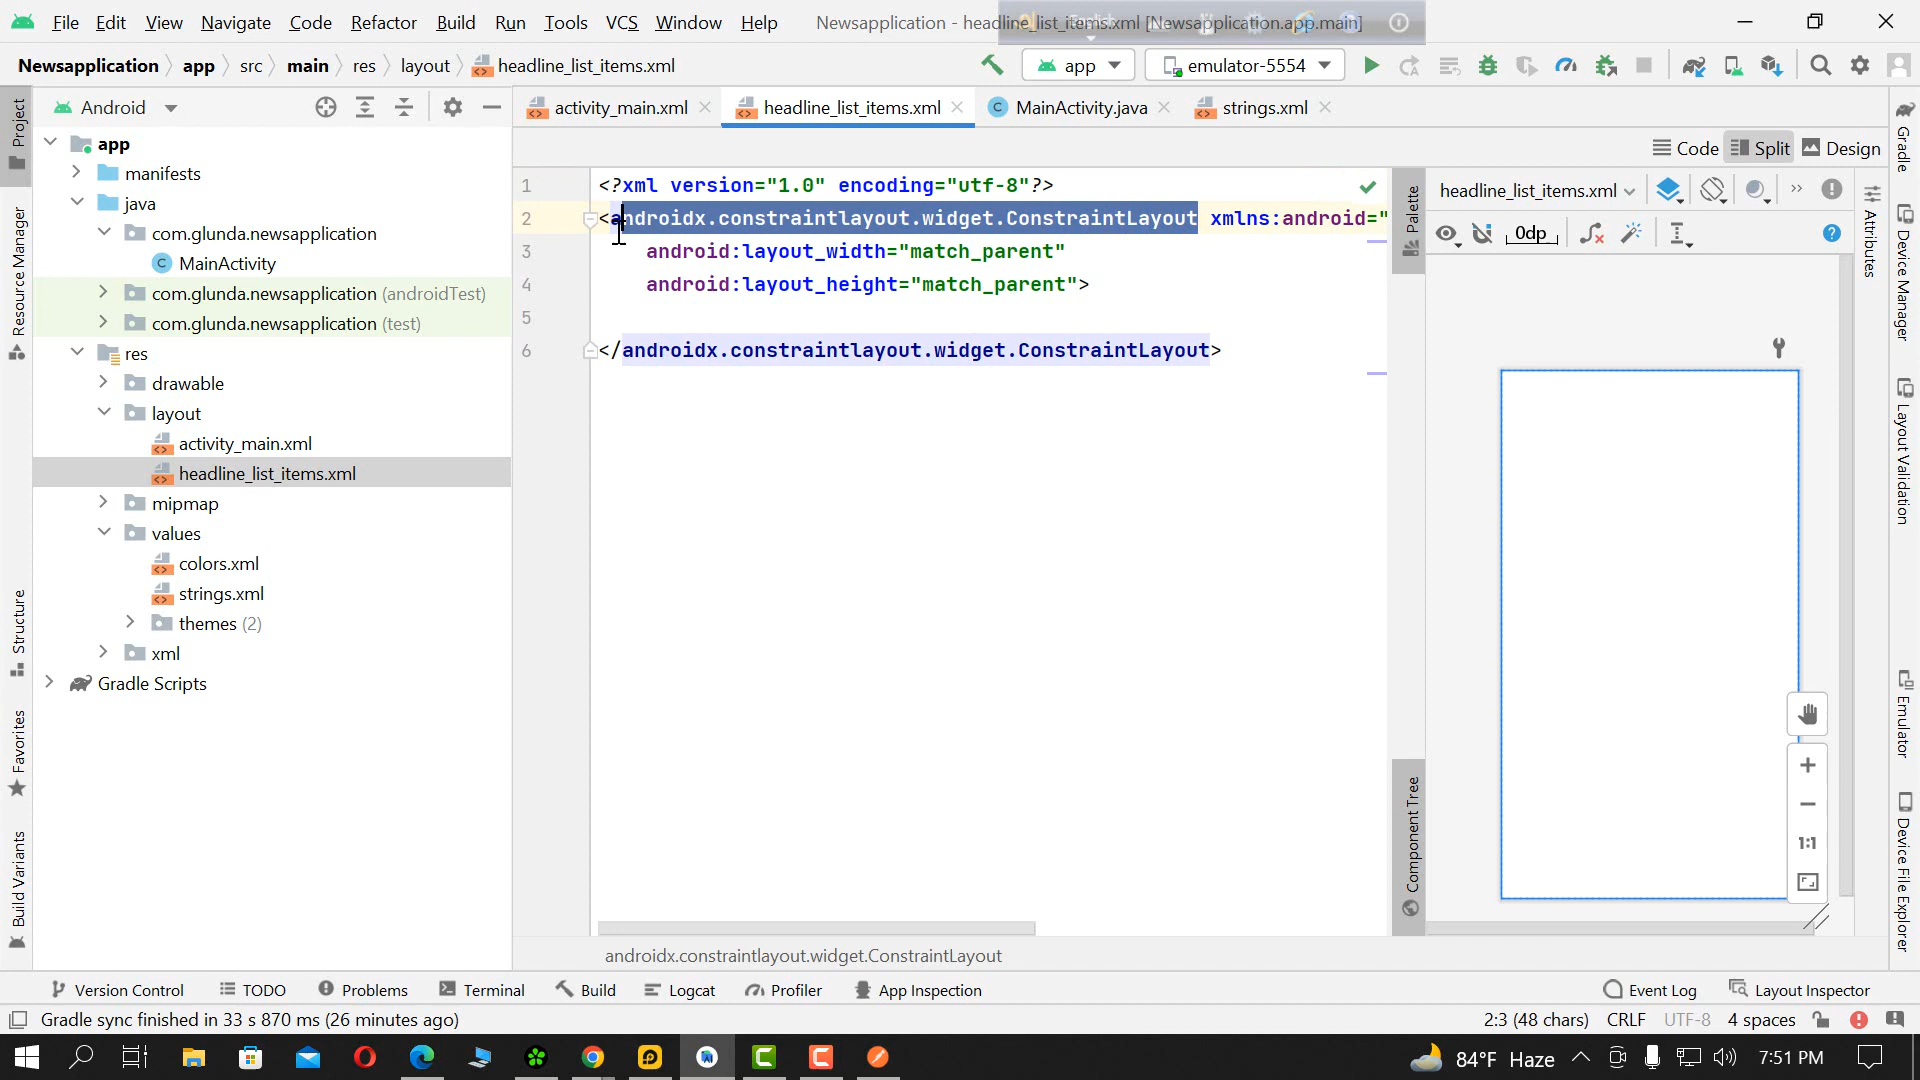 File Edit View Navigate Code Refactor Build Run Tools VCS Window Help Newsapplication - headline_list_items.xml [Newsapplication.app.main]
Newsapplication app src main res layout headline_list_items.xml app emulator-5554
Android
activity_main.xml headline_list_items.xml MainActivity.java strings.xml
Code Split Design
app
manifests
java
com.glunda.newsapplication
MainActivity
com.glunda.newsapplication (androidTest)
com.glunda.newsapplication (test)
res
drawable
layout
activity_main.xml
headline_list_items.xml
mipmap
values
colors.xml
strings.xml
themes (2)
xml
Gradle Scripts
1 <?xml version="1.0" encoding="utf-8"?>
2 <androidx.constraintlayout.widget.ConstraintLayout xmlns:android="
3 android:layout_width="match_parent"
4 android:layout_height="match_parent">
5
6 </androidx.constraintlayout.widget.ConstraintLayout>
androidx.constraintlayout.widget.ConstraintLayout
headline_list_items.xml
0dp
1:1
Project
Resource Manager
Structure
Favorites
Build Variants
Palette
Component Tree
Attributes
Gradle
Device Manager
Layout Validation
Emulator
Device File Explorer
Version Control TODO Problems Terminal Build Logcat Profiler App Inspection Event Log Layout Inspector
Gradle sync finished in 33 s 870 ms (26 minutes ago) 2:3 (48 chars) CRLF UTF-8 4 spaces
84°F Haze 7:51 PM